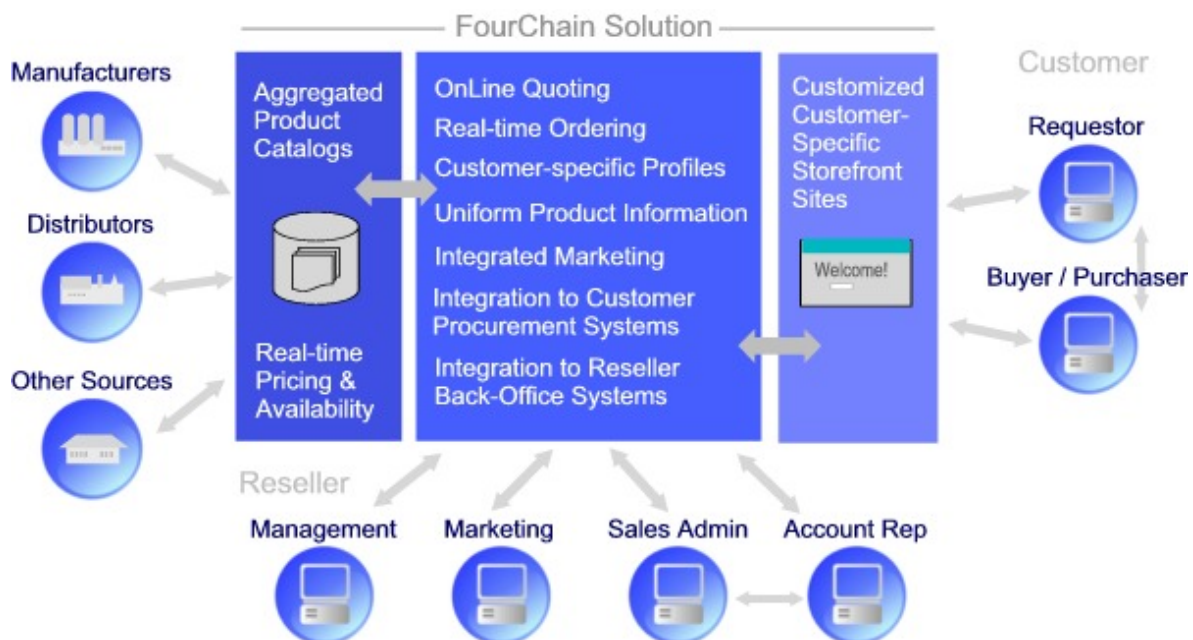 FourChain Solution
Manufacturers
Distributors
Other Sources
Aggregated
Product
Catalogs
Real-time
Pricing &
Availability
OnLine Quoting
Real-time Ordering
Customer-specific Profiles
Uniform Product Information
Integrated Marketing
Integration to Customer
Procurement Systems
Integration to Reseller
Back-Office Systems
Customized
Customer-
Specific
Storefront
Sites
Welcome!
Customer
Requestor
Buyer / Purchaser
Reseller
Management
Marketing
Sales Admin
Account Rep